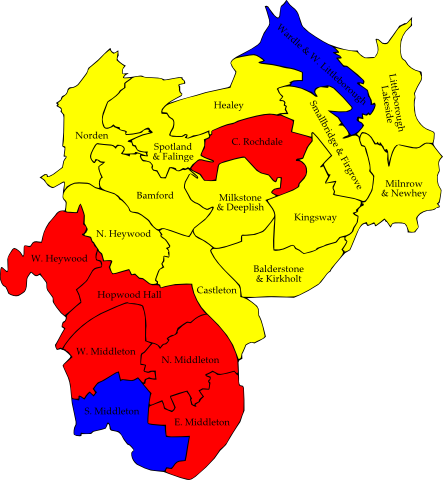 Wardle & W. Littleborough
Littleborough
Lakeside
Healey
Smallbridge & Firgrove
Norden
C. Rochdale
Spotland
& Falinge
Milnrow
& Newhey
Bamford
Milkstone
& Deeplish
Kingsway
N. Heywood
W. Heywood
Balderstone
& Kirkholt
Castleton
Hopwood Hall
W. Middleton
N. Middleton
S. Middleton
E. Middleton